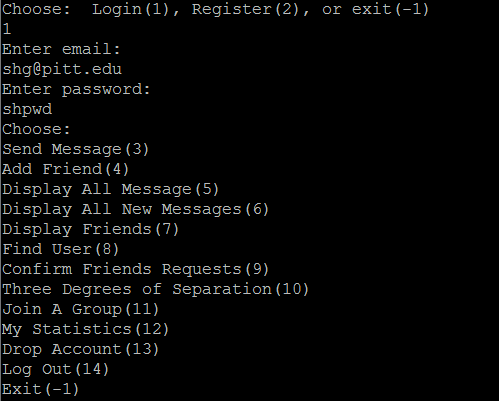 Choose:  Login(1), Register(2), or exit(-1)
1
Enter email:
shg@pitt.edu
Enter password:
shpwd
Choose:
Send Message(3)
Add Friend(4)
Display All Message(5)
Display All New Messages(6)
Display Friends(7)
Find User(8)
Confirm Friends Requests(9)
Three Degrees of Separation(10)
Join A Group(11)
My Statistics(12)
Drop Account(13)
Log Out(14)
Exit(-1)